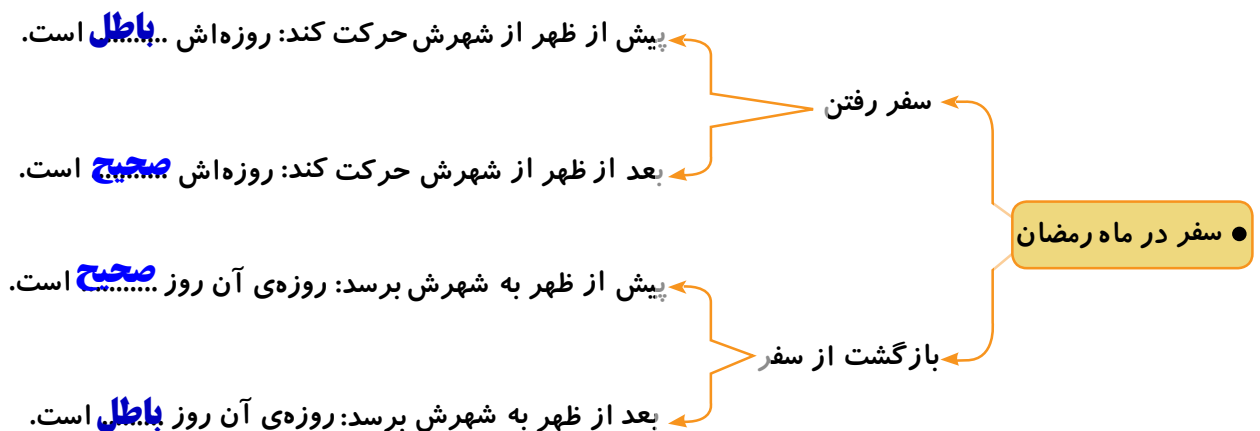 پیش از ظهر از شهرش حرکت کند: روزه‌اش باطل است.
سفر رفتن
بعد از ظهر از شهرش حرکت کند: روزه‌اش صحیح است.
• سفر در ماه رمضان
پیش از ظهر به شهرش برسد: روزه‌ی آن روز صحیح است.
بازگشت از سفر
بعد از ظهر به شهرش برسد: روزه‌ی آن روز باطل است.